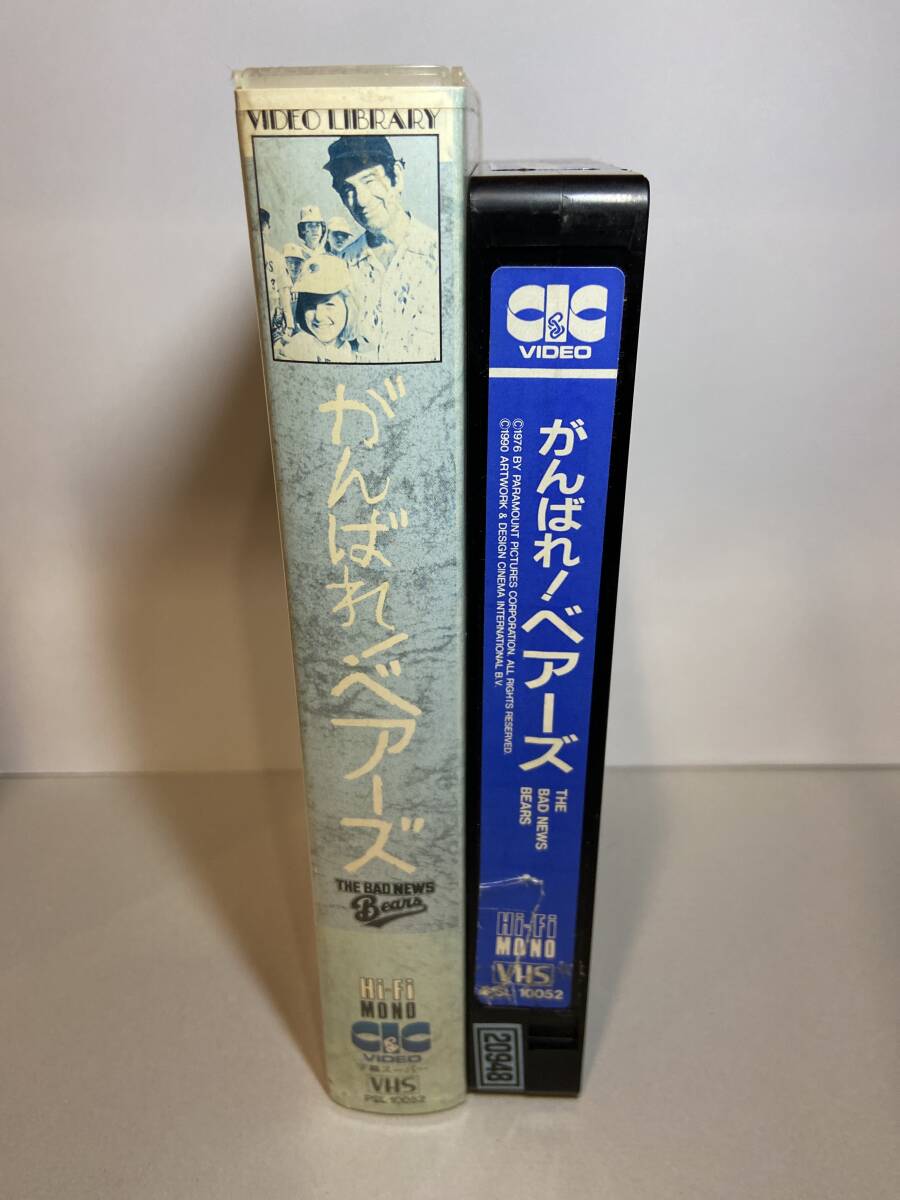 VIDEO LIBRARY
がんばれ!ベアーズ
THE BAD NEWS
Bears
Hi-Fi
MONO
CIC
VIDEO
字幕スーパー
VHS
PSL 10052
CIC
VIDEO
がんばれ!ベアーズ
©1976 BY PARAMOUNT PICTURES CORPORATION. ALL RIGHTS RESERVED.
©1990 ARTWORK & DESIGN CINEMA INTERNATIONAL B.V.
THE
BAD NEWS
BEARS
Hi-Fi
MONO
VHS
PSL 10052
20948